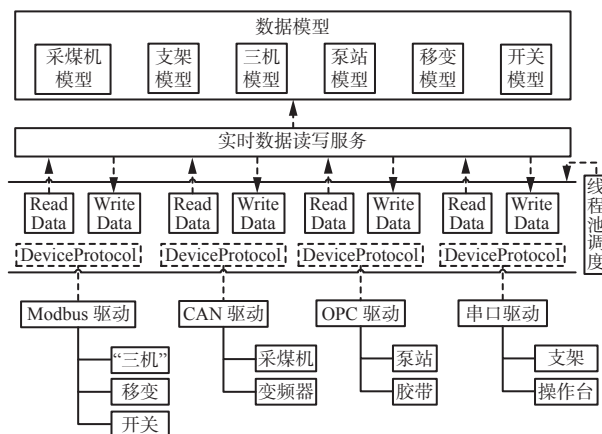 数据模型
采煤机 支架 三机 泵站 移变 开关
模型 模型 模型 模型 模型 模型
实时数据读写服务
Read Write Read Write Read Write Read Write
Data Data Data Data Data Data Data Data
线程池调度
DeviceProtocol DeviceProtocol DeviceProtocol DeviceProtocol
Modbus 驱动 CAN 驱动 OPC 驱动 串口驱动
“三机” 采煤机 泵站 支架
移变 变频器 胶带 操作台
开关